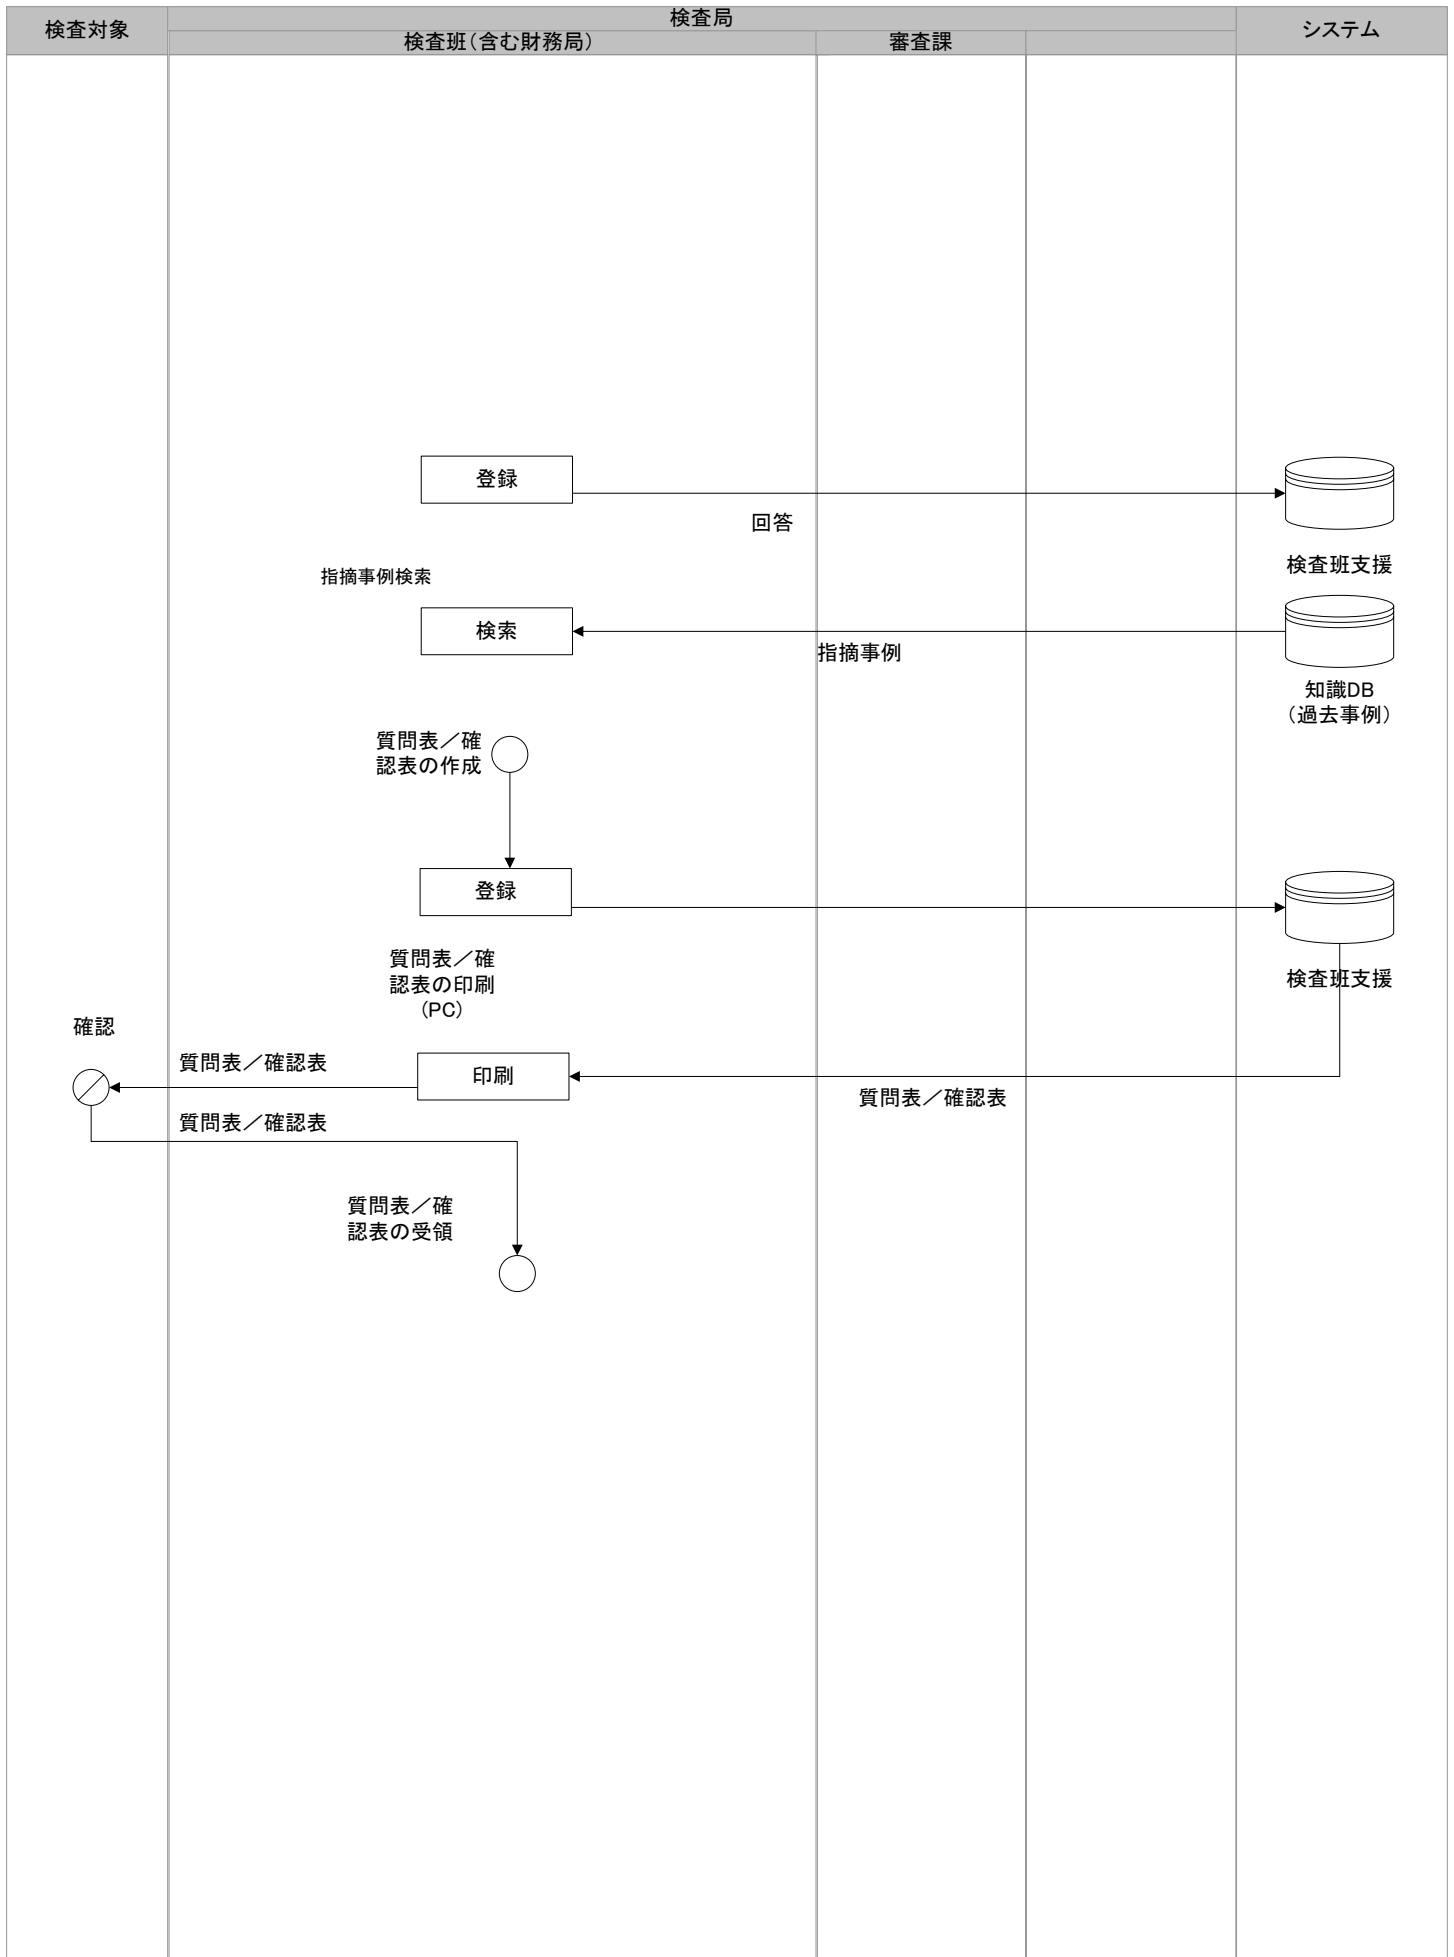 検査対象
検査局
検査班（含む財務局）
審査課
システム
登録
回答
検査班支援
指摘事例検索
検索
指摘事例
知識DB
（過去事例）
質問表／確
認表の作成
登録
検査班支援
質問表／確
認表の印刷
（PC）
確認
質問表／確認表
印刷
質問表／確認表
質問表／確認表
質問表／確
認表の受領